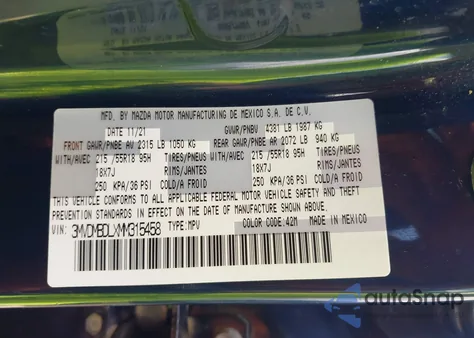 MFD. BY MAZDA MOTOR MANUFACTURING DE MEXICO S.A. DE C.V.
DATE 11/21 GVWR/PNBV 4381 LB 1987 KG
FRONT GAWR/PNBE AV 2315 LB 1050 KG REAR GAWR/PNBE AR 2072 LB 940 KG
WITH/AVEC 215/55R18 95H TIRES/PNEUS WITH/AVEC 215/55R18 95H TIRES/PNEUS
18X7J RIMS/JANTES 18X7J RIMS/JANTES
250 KPA/36 PSI COLD/A FROID 250 KPA/36 PSI COLD/A FROID
THIS VEHICLE CONFORMS TO ALL APPLICABLE FEDERAL MOTOR VEHICLE SAFETY, BUMPER, AND THEFT
PREVENTION STANDARDS IN EFFECT ON THE DATE OF MANUFACTURE SHOWN ABOVE.
VIN: 3MVDMBDLXMM315458 TYPE: MPV COLOR CODE: 42M MADE IN MEXICO
autoSnap